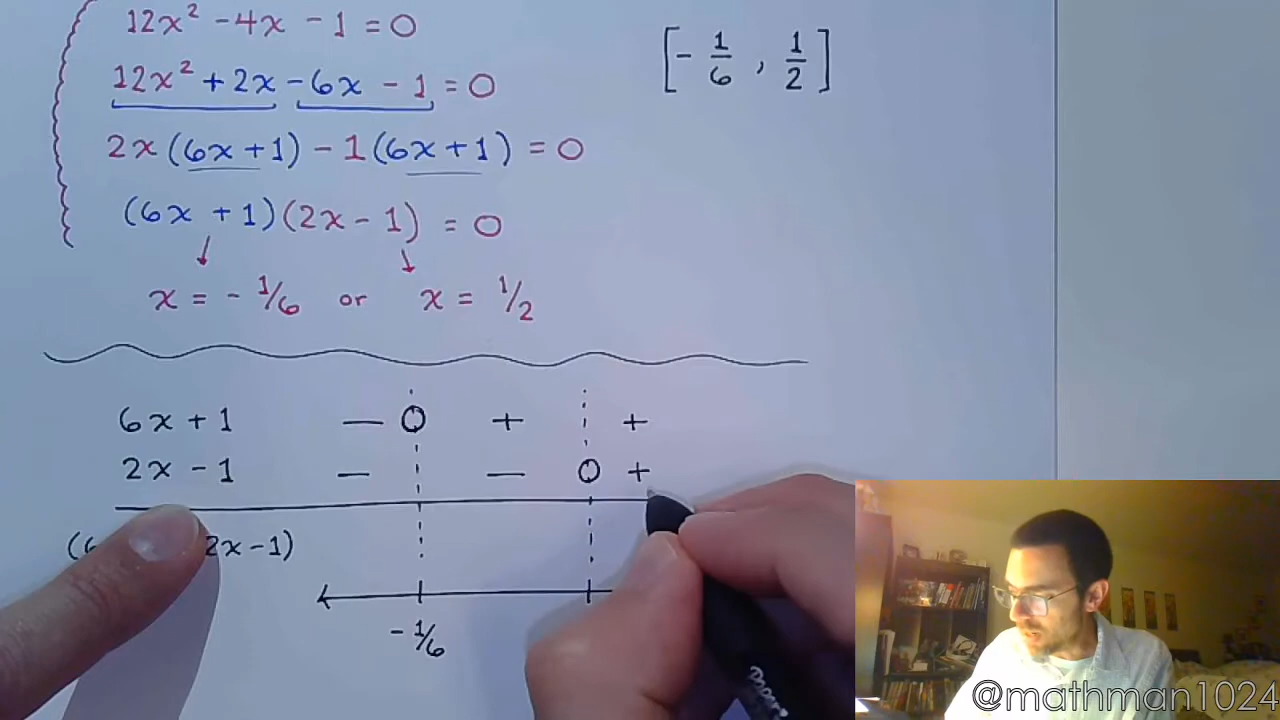 12x² - 4x - 1 = 0
12x² + 2x - 6x - 1 = 0
2x (6x + 1) - 1 (6x + 1) = 0
(6x + 1)(2x - 1) = 0
x = - 1/6 or x = 1/2
[- 1/6 , 1/2]
6x + 1 — 0 + +
2x - 1 — — 0 +
(6 2x - 1)
- 1/6
@mathman1024